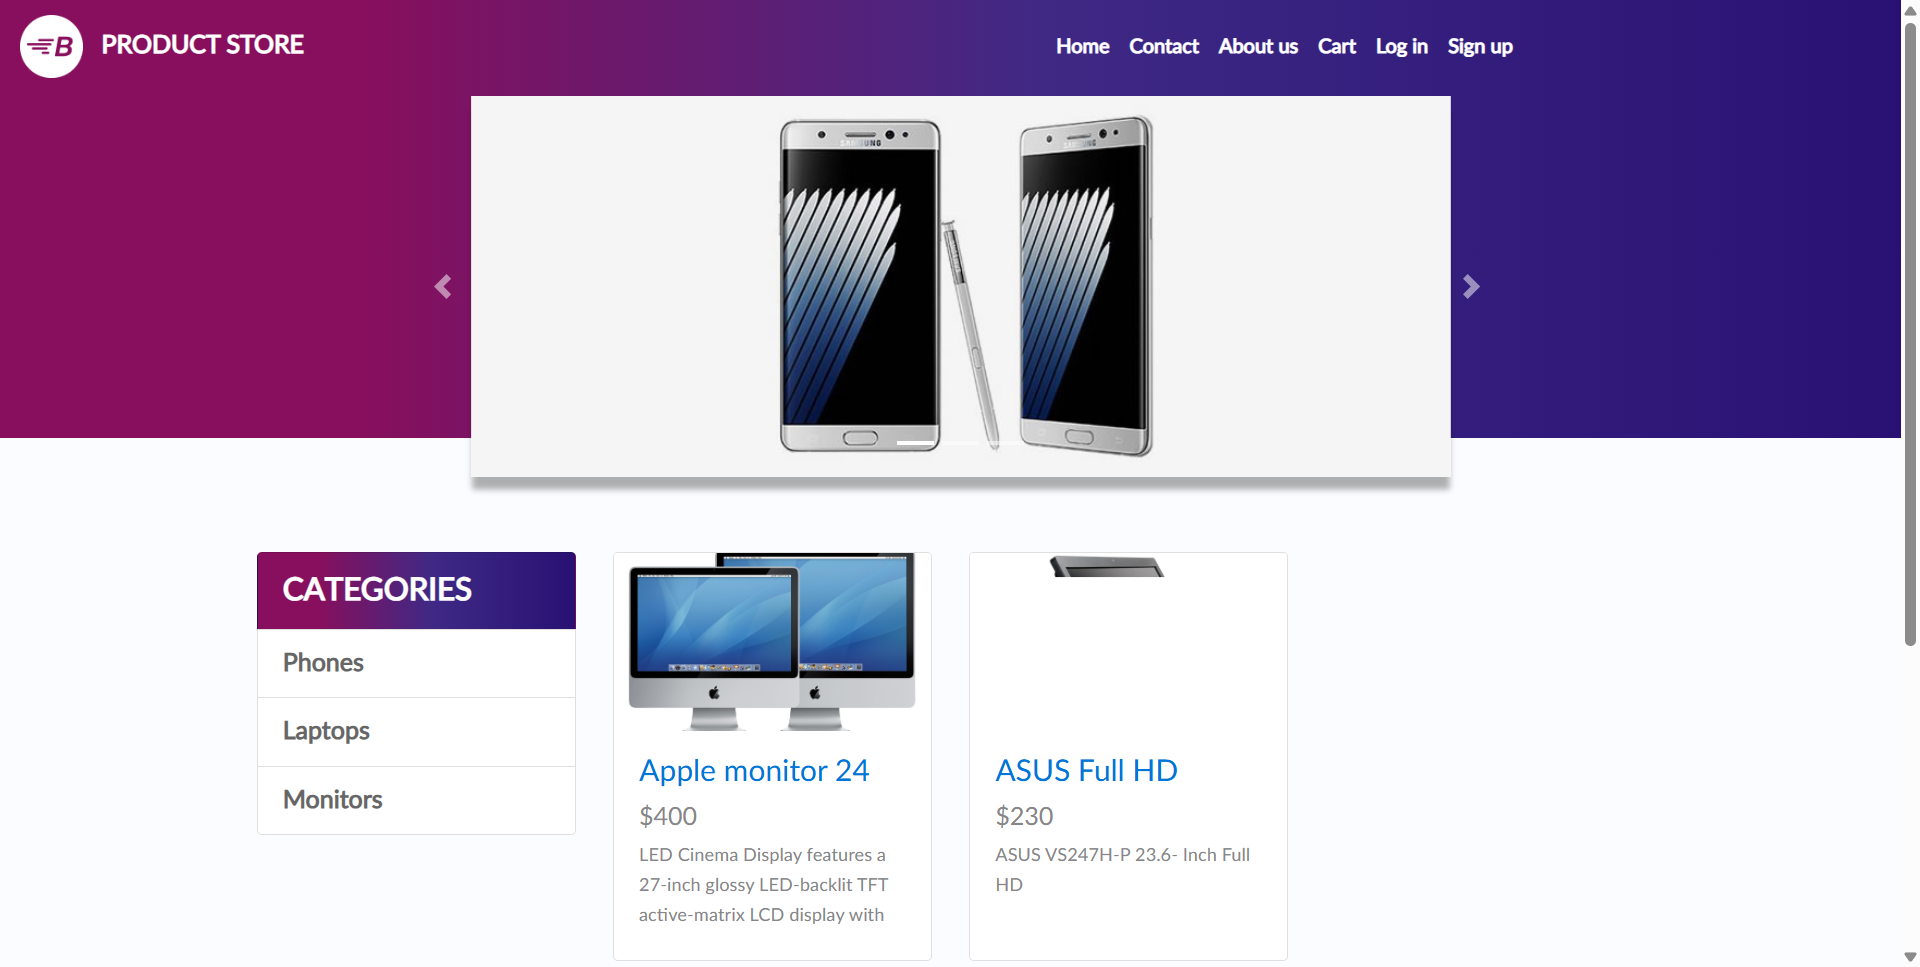 B PRODUCT STORE
Home Contact About us Cart Log in Sign up
SAMSUNG
CATEGORIES
Phones
Laptops
Monitors
Apple monitor 24
$400
LED Cinema Display features a
27-inch glossy LED-backlit TFT
active-matrix LCD display with
ASUS Full HD
$230
ASUS VS247H-P 23.6- Inch Full
HD